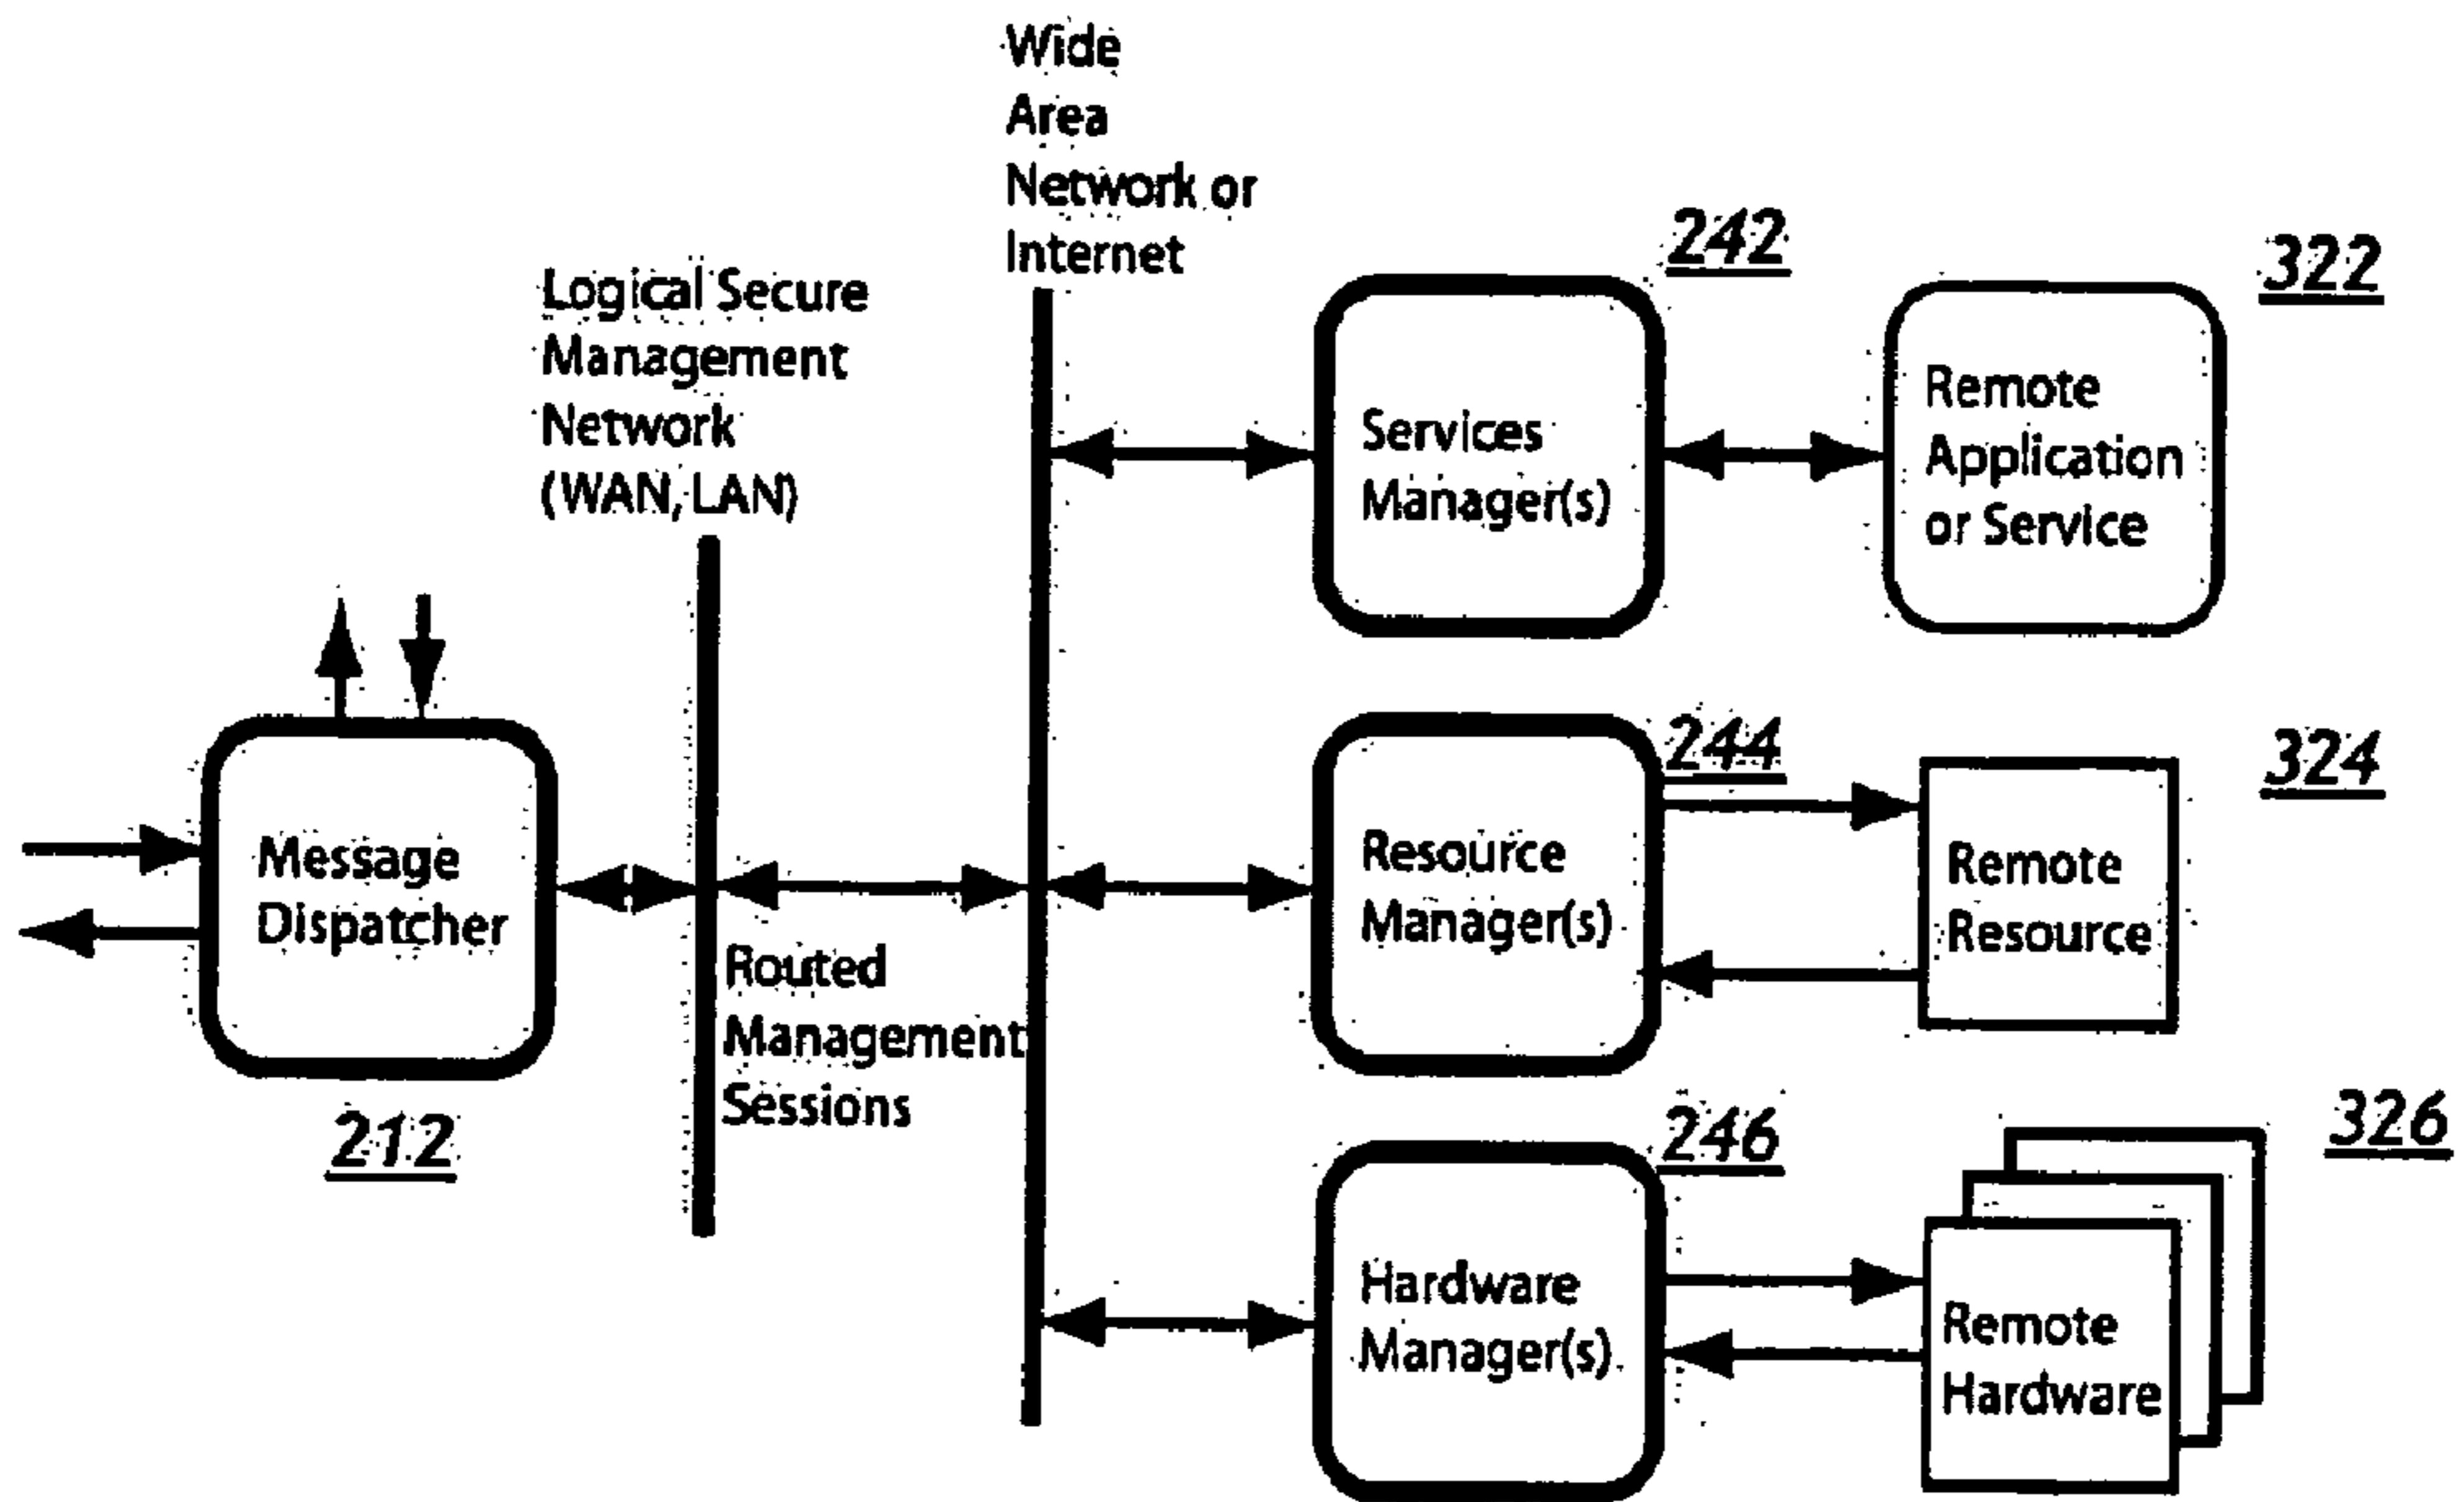 Wide
Area
Network or
Internet
Logical Secure
Management
Network
(WAN, LAN)
242
322
Services
Manager(s)
Remote
Application
or Service
244
324
Message
Dispatcher
Resource
Manager(s)
Remote
Resource
Routed
Management
Sessions
212
246
326
Hardware
Manager(s)
Remote
Hardware